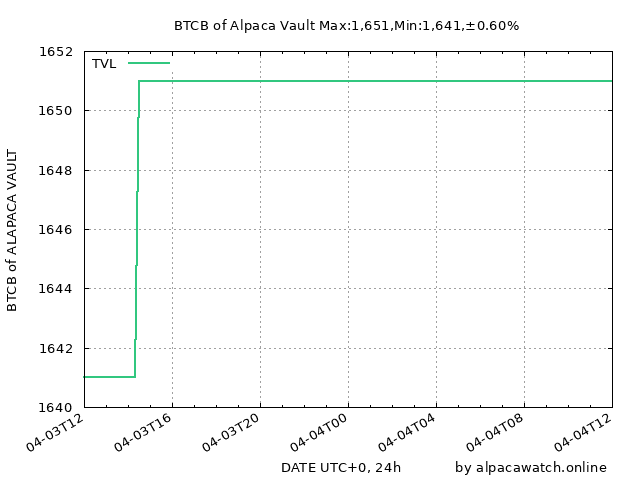 BTCB of Alpaca Vault Max:1,651,Min:1,641,±0.60%
1652
TVL
1650
1648
1646
1644
1642
1640
BTCB of ALAPACA VAULT
04-03T12
04-03T16
04-03T20
04-04T00
04-04T04
04-04T08
04-04T12
DATE UTC+0, 24h
by alpacawatch.online